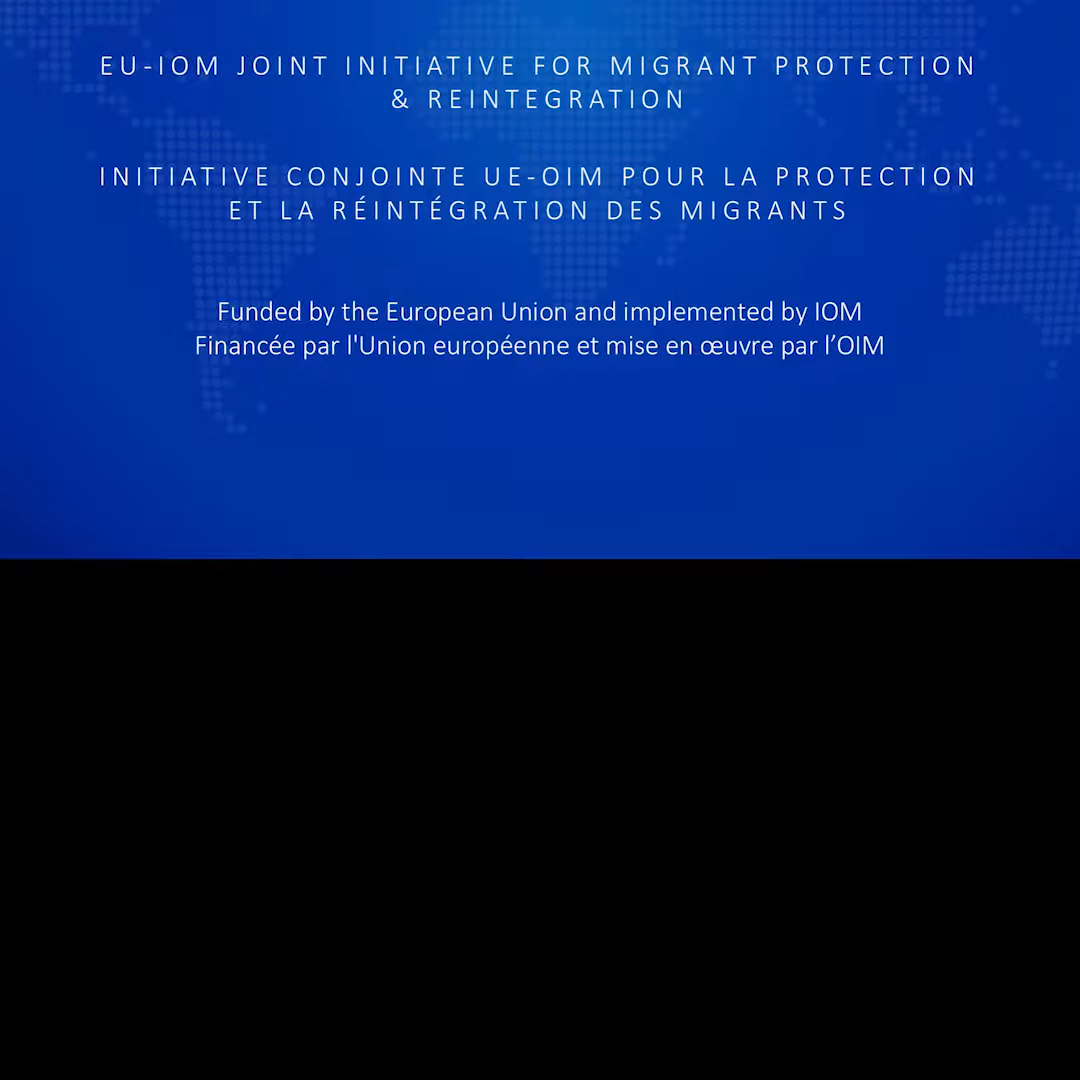 EU-IOM JOINT INITIATIVE FOR MIGRANT PROTECTION
& REINTEGRATION
INITIATIVE CONJOINTE UE-OIM POUR LA PROTECTION
ET LA RÉINTÉGRATION DES MIGRANTS
Funded by the European Union and implemented by IOM
Financée par l'Union européenne et mise en œuvre par l’OIM